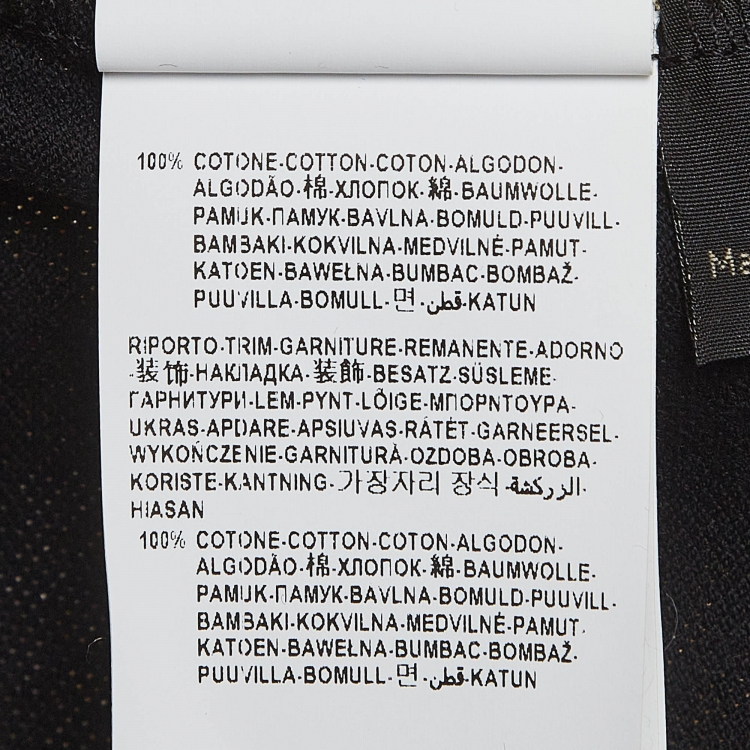 100% COTONE-COTTON-COTON-ALGODON-
ALGODÃO-棉-ХЛОПОК-綿-BAUMWOLLE-
PAMUK-ПАМУК-BAVLNA-BOMULD-PUUVILL-
BAMBAKI-KOKVILNA-MEDVILNÉ-PAMUT-
KATOEN-BAWEŁNA-BUMBAC-BOMBAŽ-
PUUVILLA-BOMULL-면-قطن-KATUN
RIPORTO-TRIM-GARNITURE-REMANENTE-ADORNO
-装饰-НАКЛАДКА-装飾-BESATZ-SÜSLEME-
ГАРНИТУРИ-LEM-PYNT-LÕIGE-ΜΠΟΡΝΤΟΥΡΑ-
UKRAS-APDARE-APSIUVAS-RÁTÉT-GARNEERSEL-
WYKOŃCZENIE-GARNITURĂ-OZDOBA-OBROBA-
KORISTE-KANTNING-가장자리 장식-الزركشة-
HIASAN
100% COTONE-COTTON-COTON-ALGODON-
ALGODÃO-棉-ХЛОПОК-綿-BAUMWOLLE-
PAMUK-ПАМУК-BAVLNA-BOMULD-PUUVILL-
BAMBAKI-KOKVILNA-MEDVILNÉ-PAMUT-
KATOEN-BAWEŁNA-BUMBAC-BOMBAŽ-
PUUVILLA-BOMULL-면-قطن-KATUN